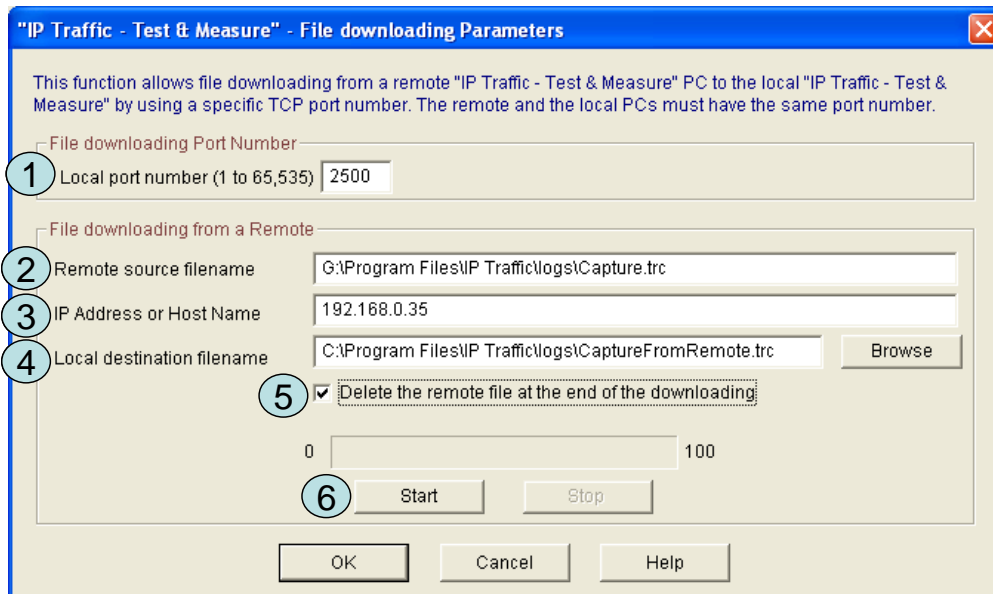 "IP Traffic - Test & Measure" - File downloading Parameters
This function allows file downloading from a remote "IP Traffic - Test & Measure" PC to the local "IP Traffic - Test &
Measure" by using a specific TCP port number. The remote and the local PCs must have the same port number.
File downloading Port Number
1 Local port number (1 to 65,535) 2500
File downloading from a Remote
2 Remote source filename G:\Program Files\IP Traffic\logs\Capture.trc
3 IP Address or Host Name 192.168.0.35
4 Local destination filename C:\Program Files\IP Traffic\logs\CaptureFromRemote.trc Browse
5 Delete the remote file at the end of the downloading
0 100
6 Start Stop
OK Cancel Help